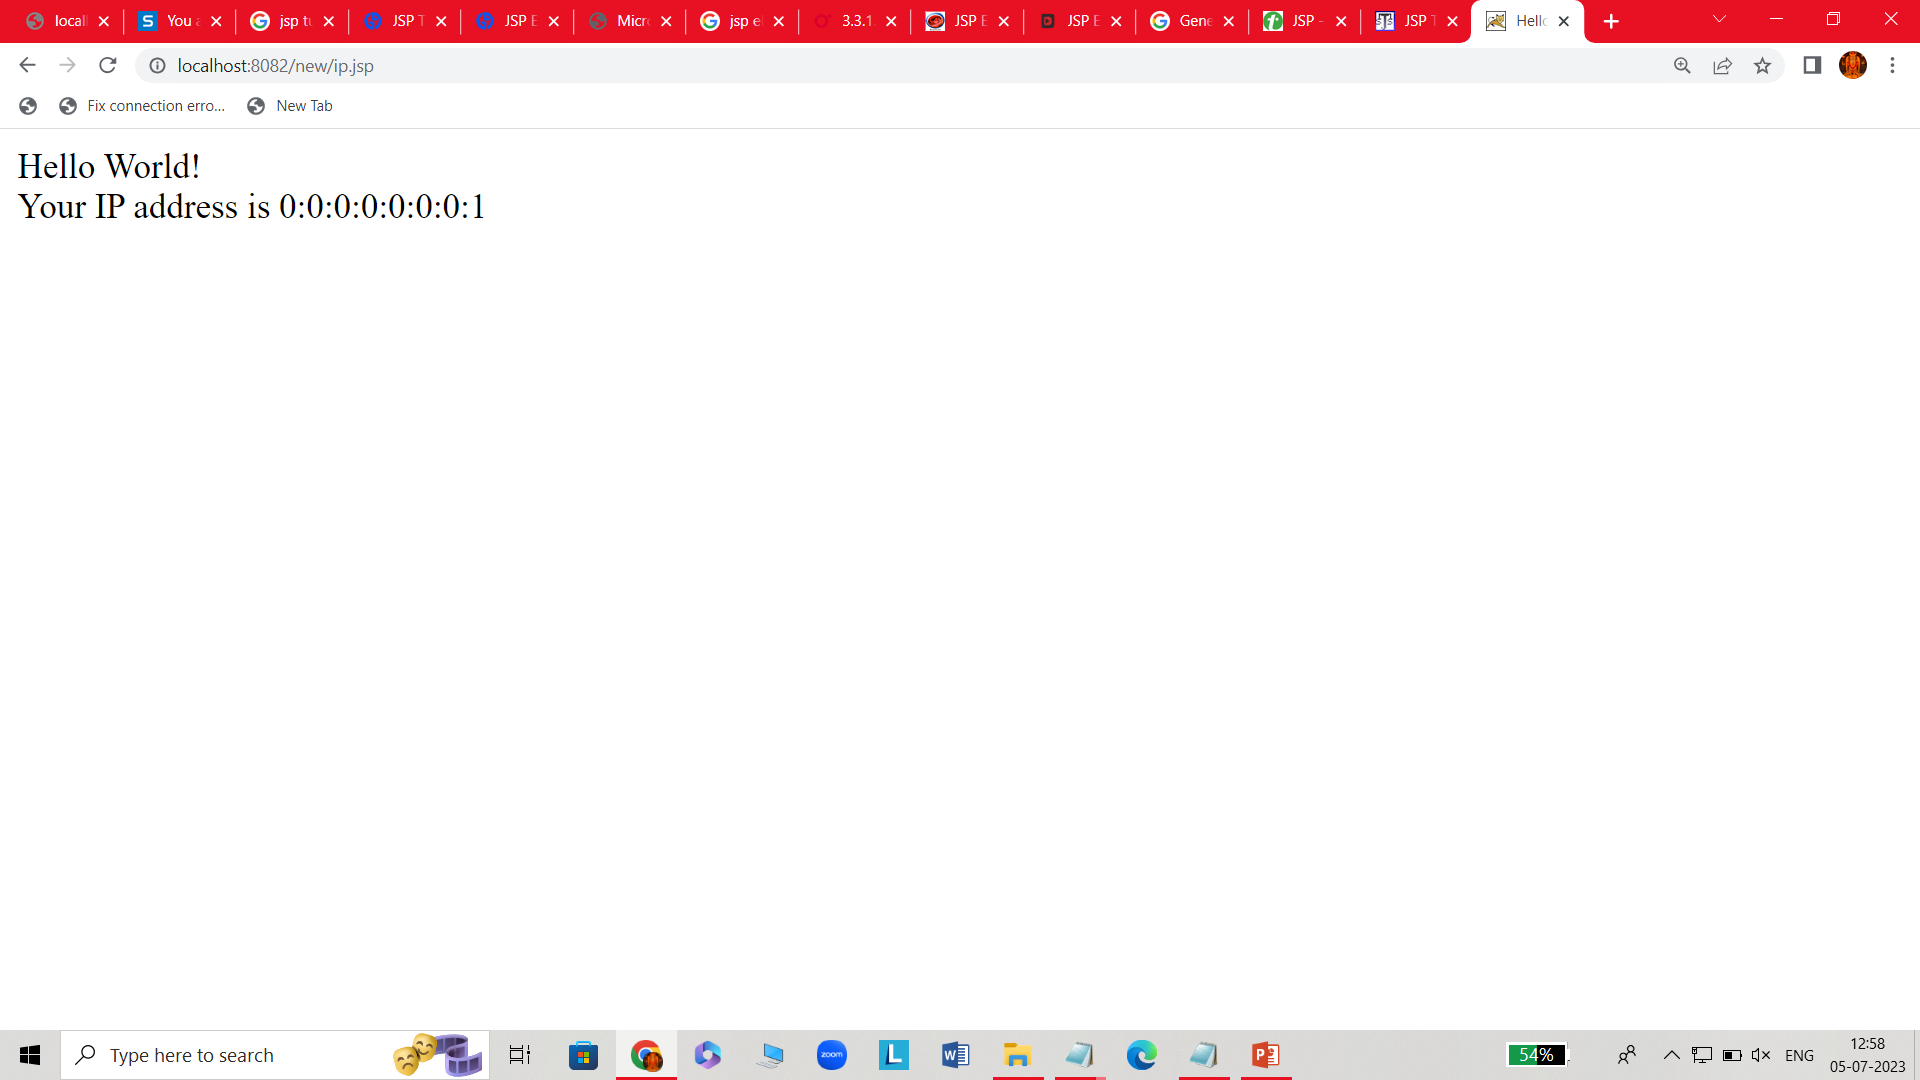 locall
You a
jsp tu
JSP T
JSP E
Micro
jsp el
3.3.1.
JSP E
JSP E
Gene
JSP -
JSP T
Hello
localhost:8082/new/ip.jsp
Fix connection erro...
New Tab
Hello World!
Your IP address is 0:0:0:0:0:0:0:1
Type here to search
zoom
54%
ENG
12:58
05-07-2023